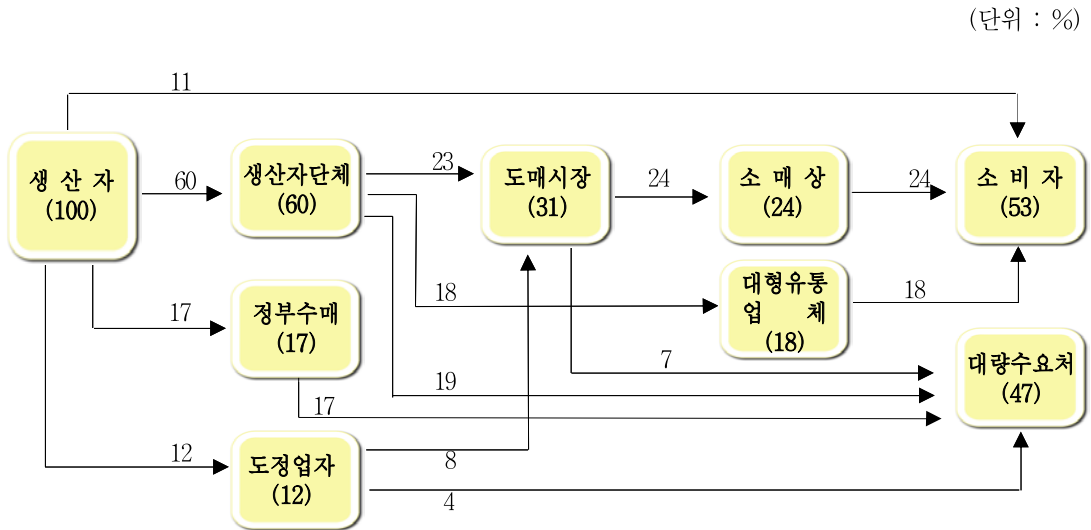 (단위 : %)
11
생 산 자
(100)
60
생산자단체
(60)
23
도매시장
(31)
24
소 매 상
(24)
24
소 비 자
(53)
17
정부수매
(17)
18
대형유통
업 체
(18)
18
7
19
17
대량수요처
(47)
12
도정업자
(12)
8
4